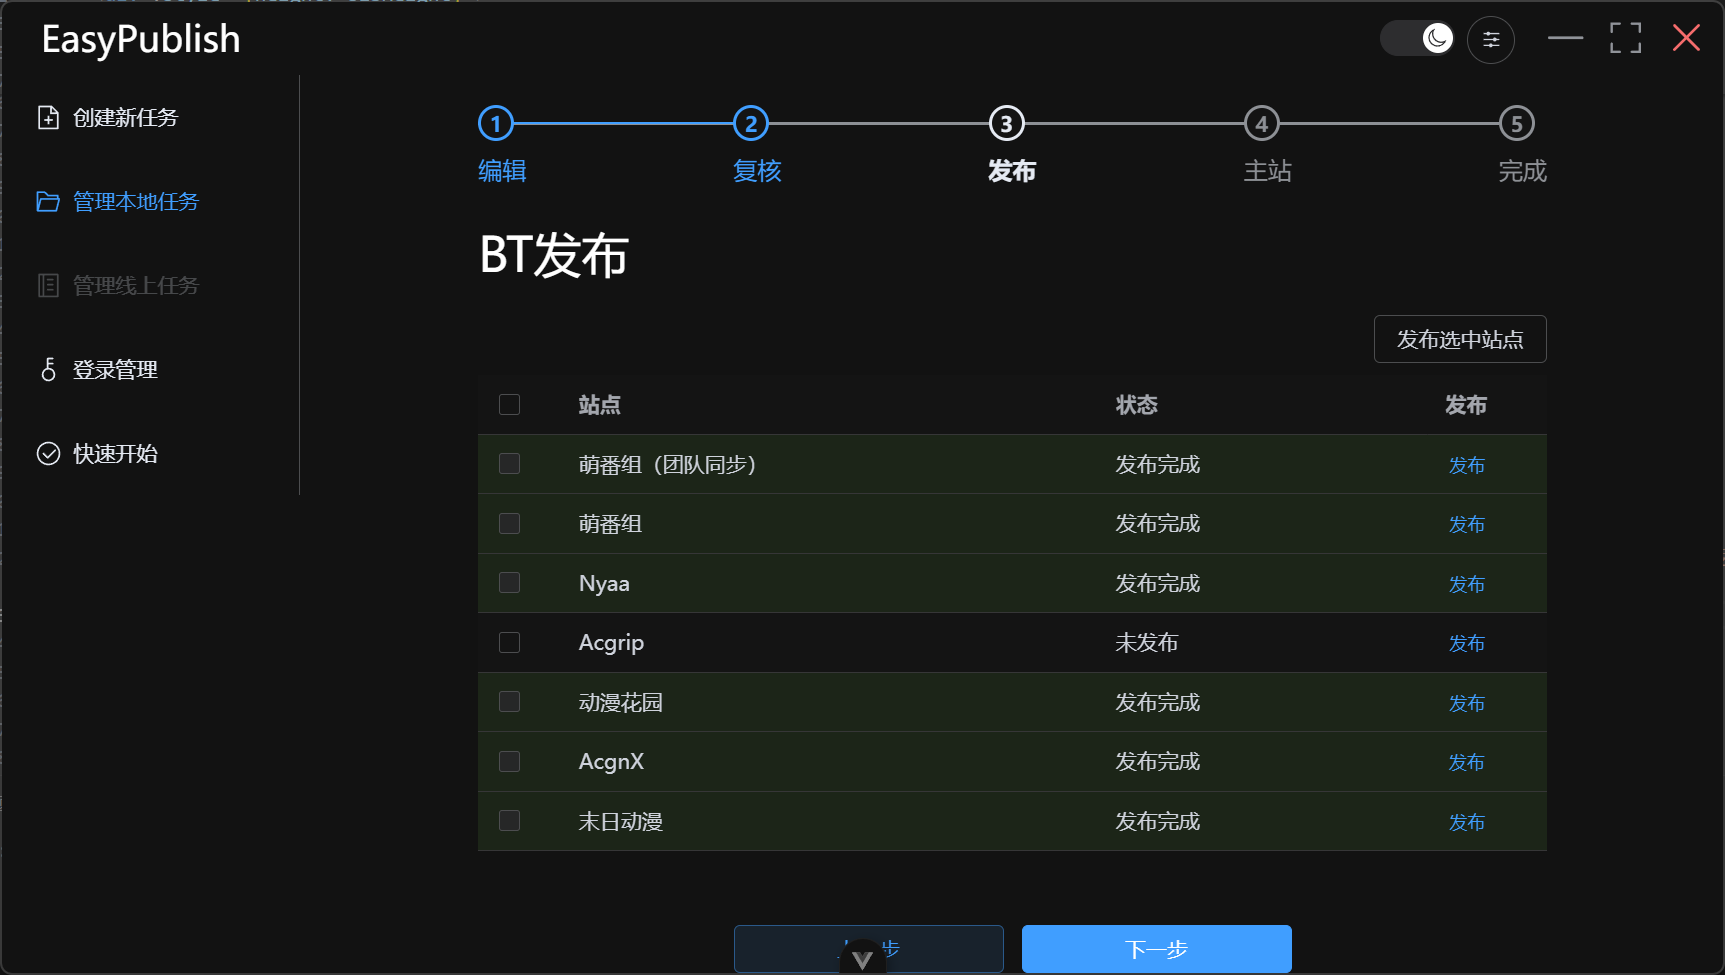 EasyPublish
创建新任务
管理本地任务
管理线上任务
登录管理
快速开始
1 2 3 4 5
编辑 复核 发布 主站 完成
BT发布
发布选中站点
站点 状态 发布
萌番组（团队同步） 发布完成 发布
萌番组 发布完成 发布
Nyaa 发布完成 发布
Acgrip 未发布 发布
动漫花园 发布完成 发布
AcgnX 发布完成 发布
末日动漫 发布完成 发布
步 下一步